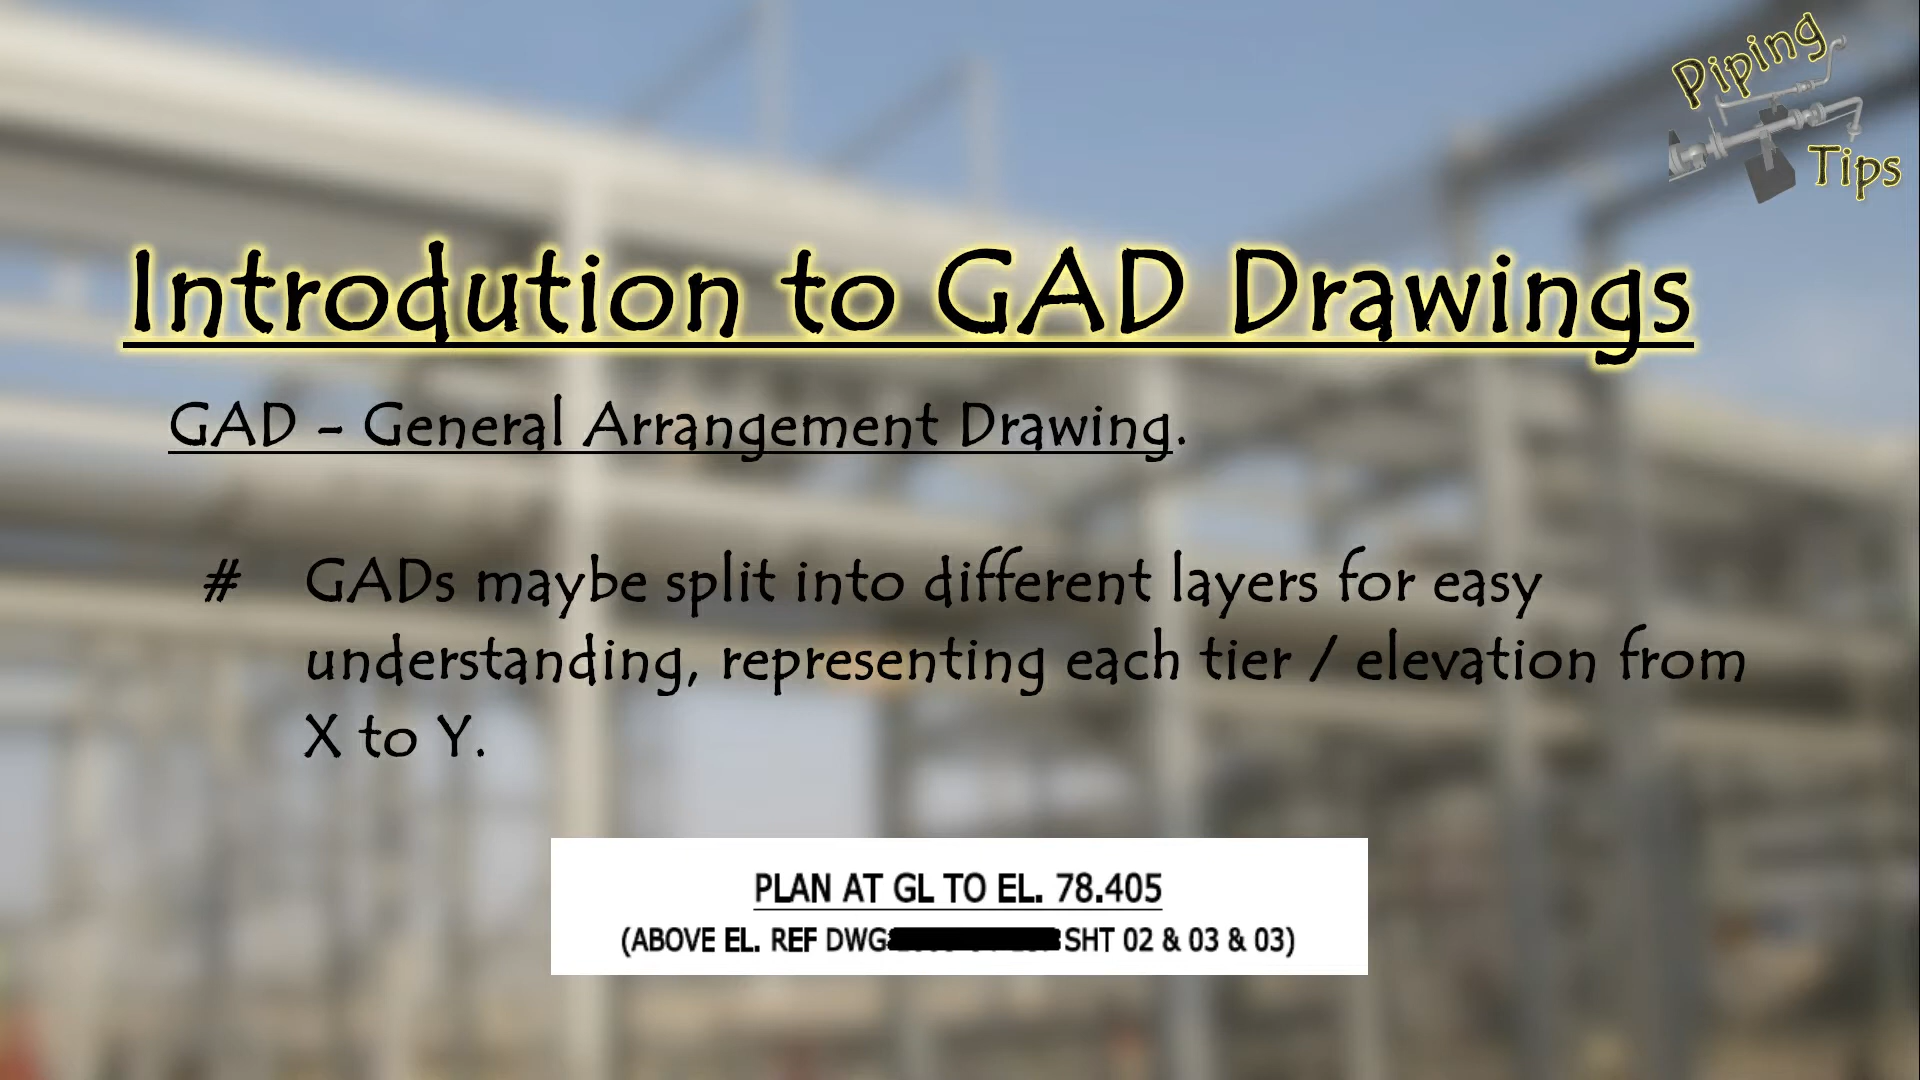 Piping
Tips
Introdution to GAD Drawings
GAD - General Arrangement Drawing.
# GADs maybe split into different layers for easy
understanding, representing each tier / elevation from
X to Y.
PLAN AT GL TO EL. 78.405
(ABOVE EL. REF DWG SHT 02 & 03 & 03)